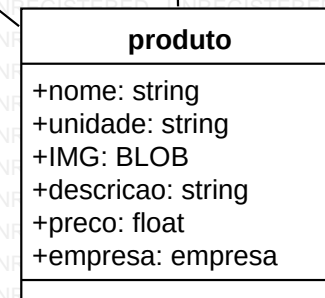 produto
+nome: string
+unidade: string
+IMG: BLOB
+descricao: string
+preco: float
+empresa: empresa